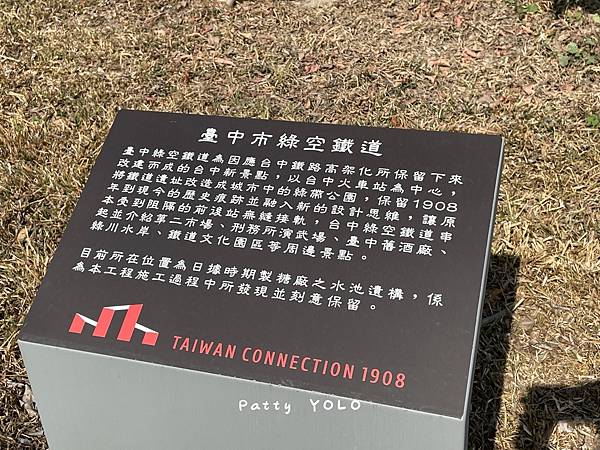 臺中市綠空鐵道
臺中綠空鐵道為因應台中鐵路高架化所保留下來
改建而成的台中新景點，以台中火車站為中心，
將鐵道遺址改造成城市中的綠帶公園，保留1908
年到現今的歷史痕跡並融入新的設計思維，讓原
本受到阻隔的前後站無縫接軌，台中綠空鐵道串
起並介紹第二市場、刑務所演武場、臺中舊酒廠、
綠川水岸、鐵道文化園區等周邊景點。
目前所在位置為日據時期製糖廠之水池遺構，係
為本工程施工過程中所發現並刻意保留。
TAIWAN CONNECTION 1908
Patty YOLO